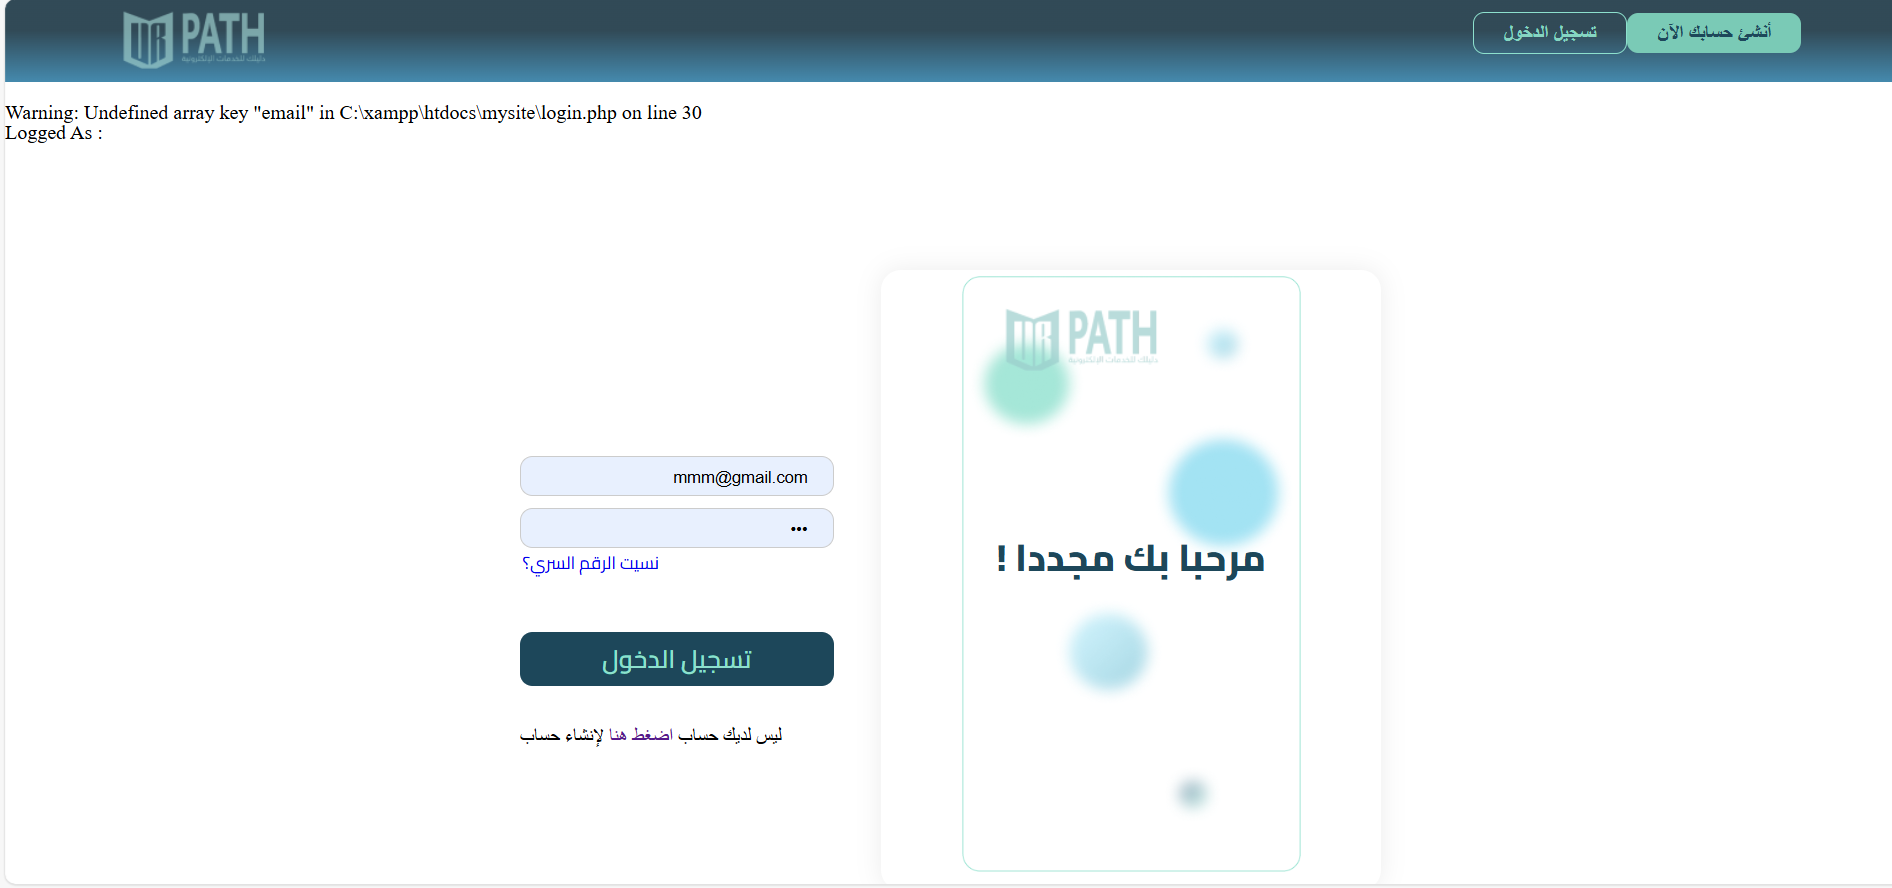 PATH
دليلك للخدمات الإلكترونية
أنشئ حسابك الآن
تسجيل الدخول
Warning: Undefined array key "email" in C:\xampp\htdocs\mysite\login.php on line 30
Logged As :
PATH
دليلك للخدمات الإلكترونية
مرحبا بك مجددا !
mmm@gmail.com
•••
نسيت الرقم السري؟
تسجيل الدخول
ليس لديك حساب اضغط هنا لإنشاء حساب